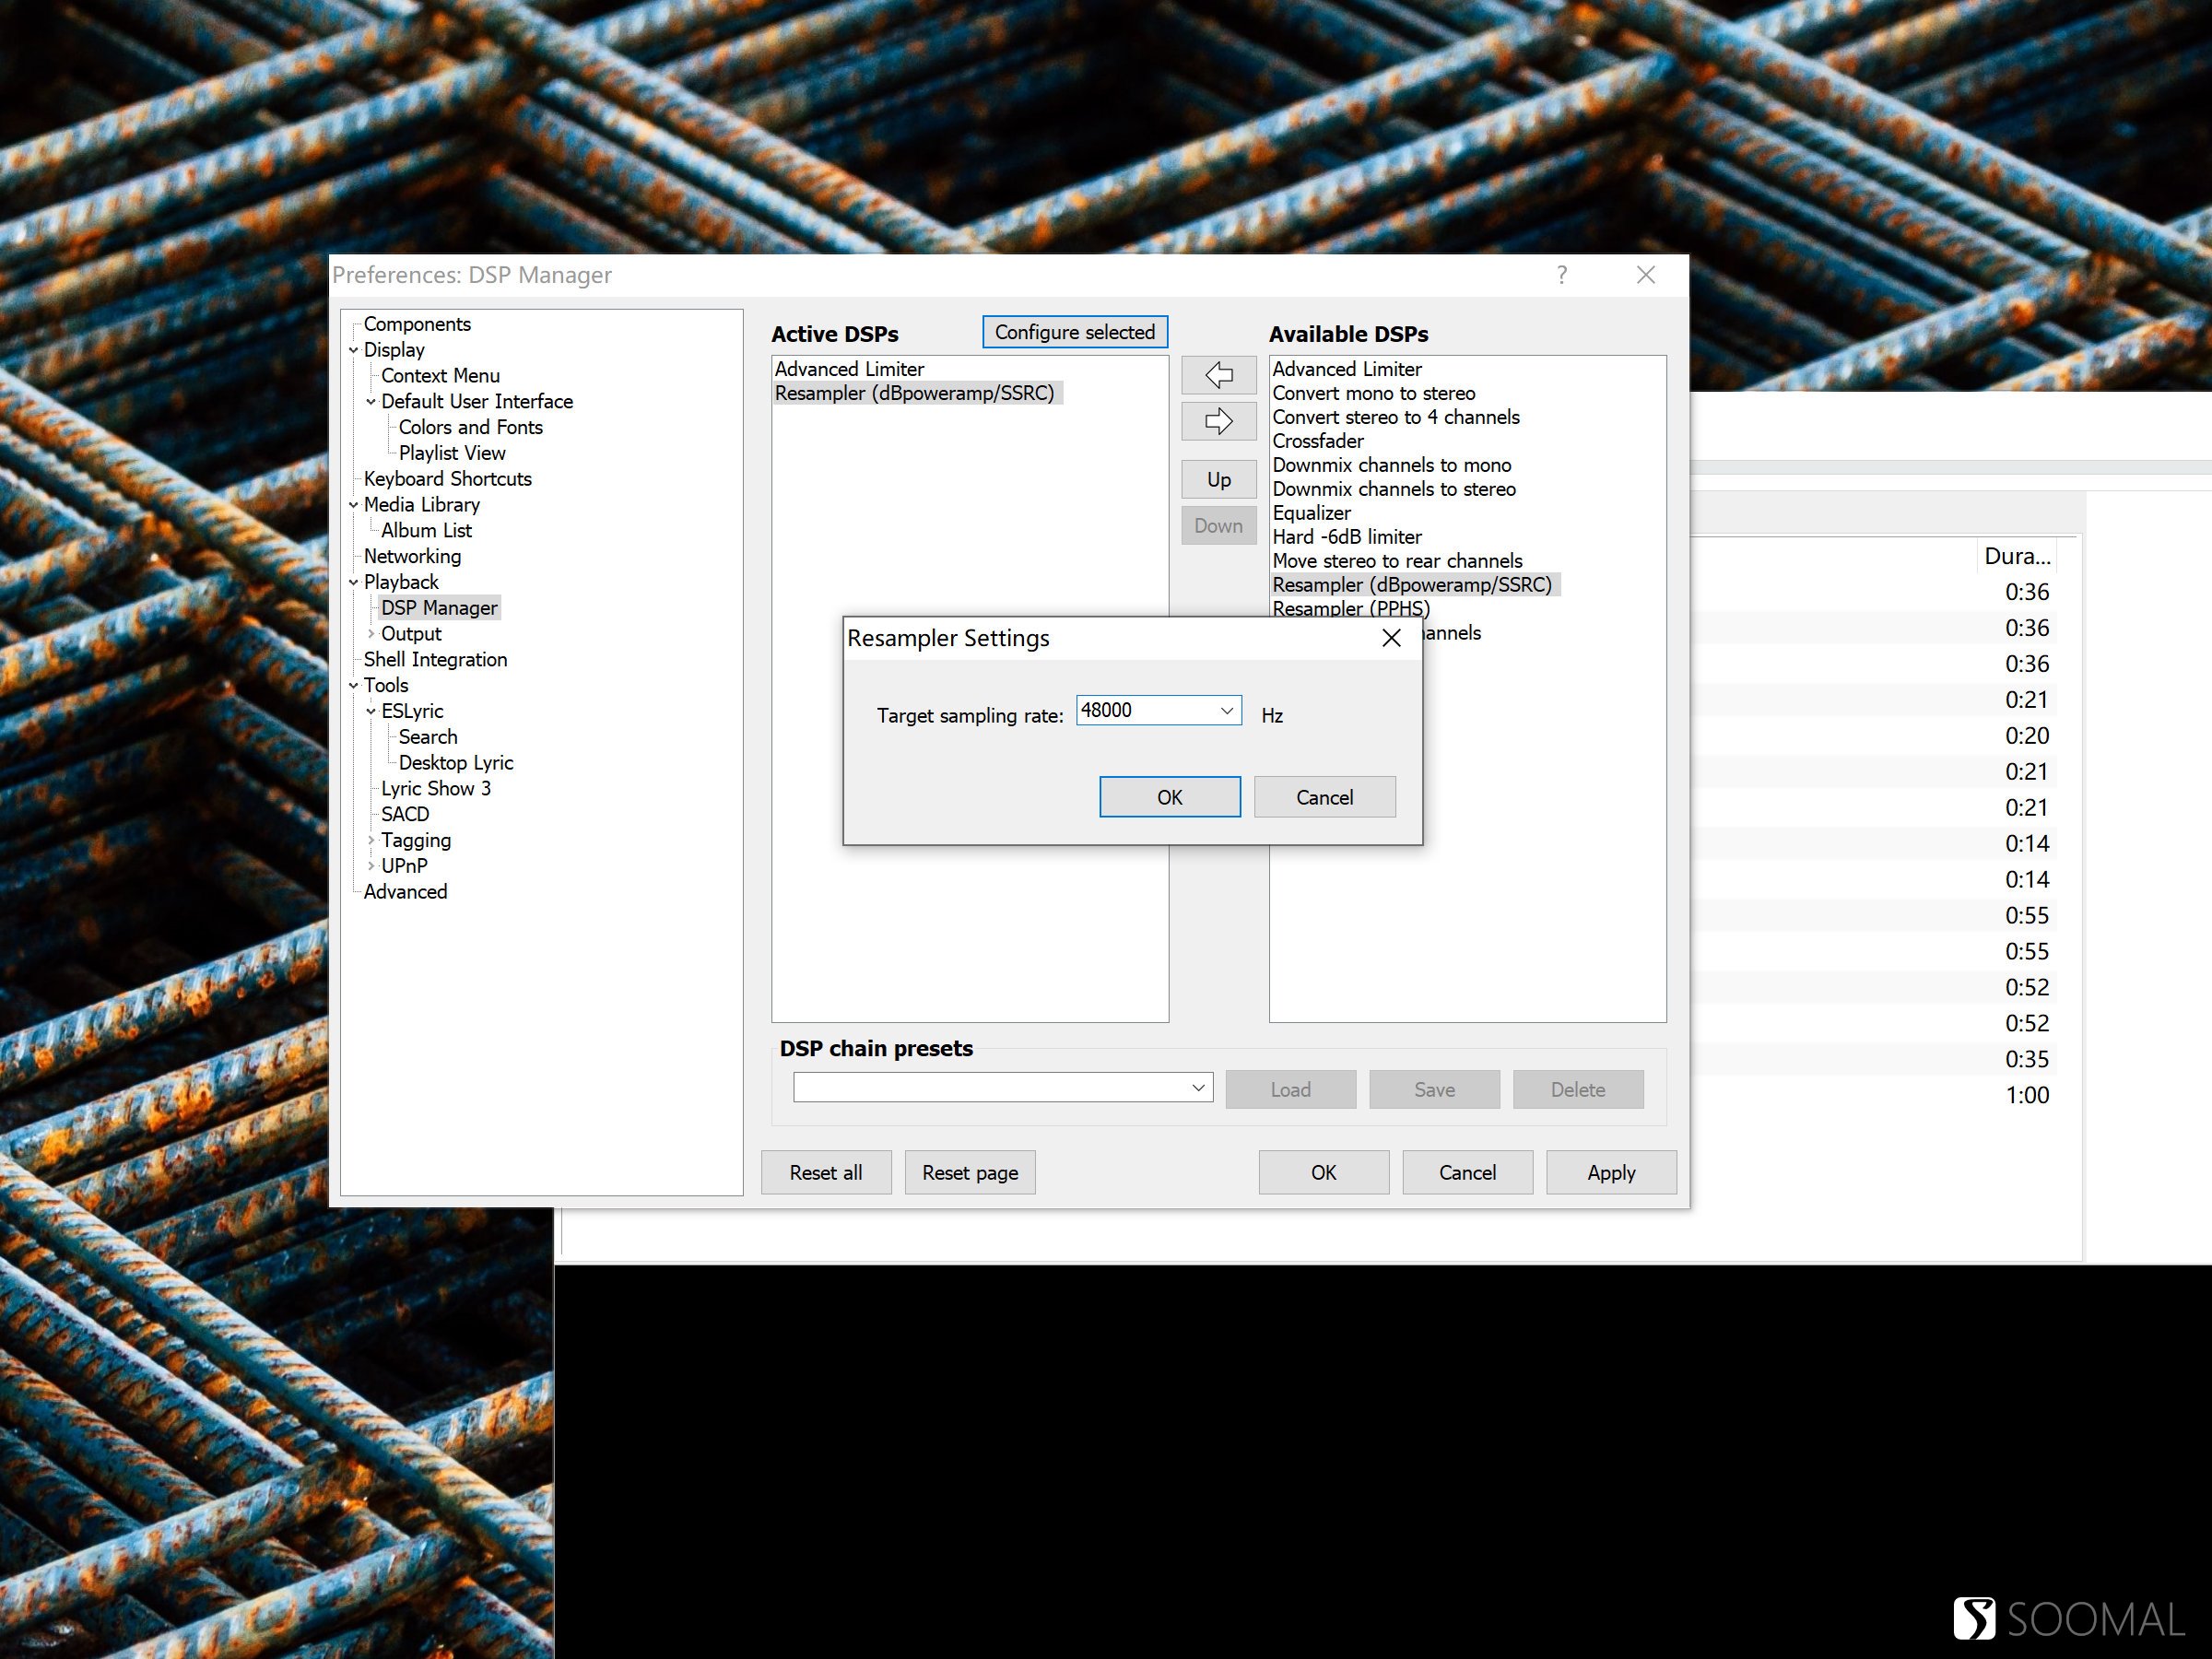 Preferences: DSP Manager
?
Components
Display
Context Menu
Default User Interface
Colors and Fonts
Playlist View
Keyboard Shortcuts
Media Library
Album List
Networking
Playback
DSP Manager
Output
Shell Integration
Tools
ESLyric
Search
Desktop Lyric
Lyric Show 3
SACD
Tagging
UPnP
Advanced
Active DSPs
Configure selected
Advanced Limiter
Resampler (dBpoweramp/SSRC)
Up
Down
Available DSPs
Advanced Limiter
Convert mono to stereo
Convert stereo to 4 channels
Crossfader
Downmix channels to mono
Downmix channels to stereo
Equalizer
Hard -6dB limiter
Move stereo to rear channels
Resampler (dBpoweramp/SSRC)
Resampler (PPHS)
annels
Resampler Settings
Target sampling rate: 48000 Hz
OK Cancel
DSP chain presets
Load Save Delete
Reset all Reset page OK Cancel Apply
Dura...
0:36
0:36
0:36
0:21
0:20
0:21
0:21
0:14
0:14
0:55
0:55
0:52
0:52
0:35
1:00
SOOMAL